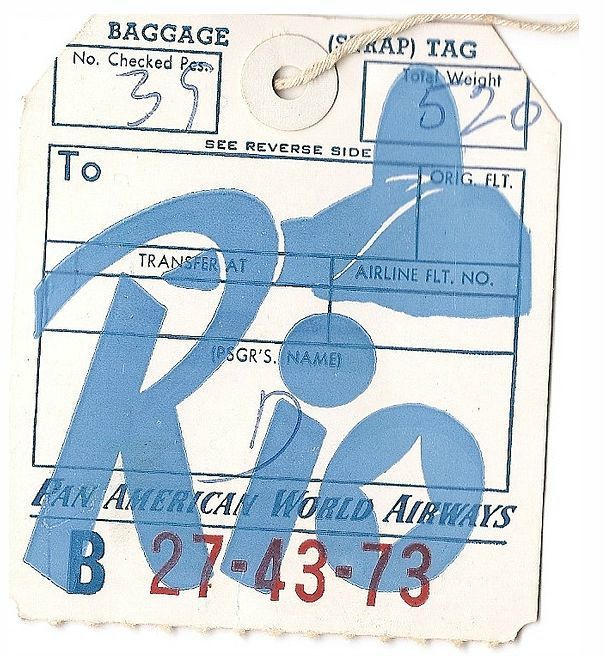 BAGGAGE (STRAP) TAG
No. Checked Pcs.
Total Weight
520
SEE REVERSE SIDE
To
ORIG. FLT.
TRANSFER AT
AIRLINE FLT. NO.
(PSGR'S. NAME)
Rio
PAN AMERICAN WORLD AIRWAYS
B 27-43-73